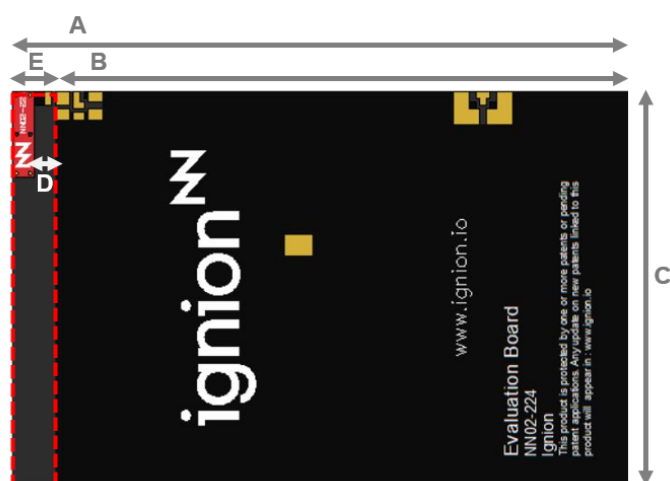 A
E
B
NN02-224
D
C
ignion
www.ignion.io
Evaluation Board
NN02-224
Ignion
This product is protected by one or more patents or pending
patent applications. Any update on new patents linked to this
product will appear in : www.ignion.io